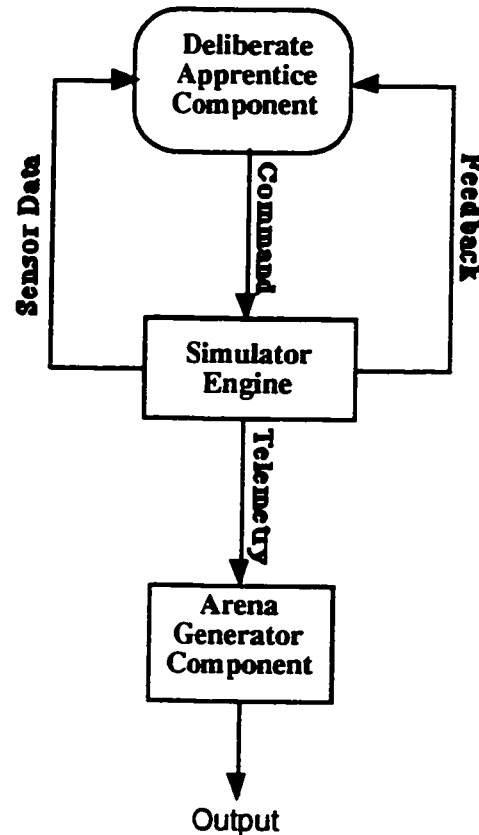 Deliberate
Apprentice
Component
Sensor Data
Command
Feedback
Simulator
Engine
Telemetry
Arena
Generator
Component
Output